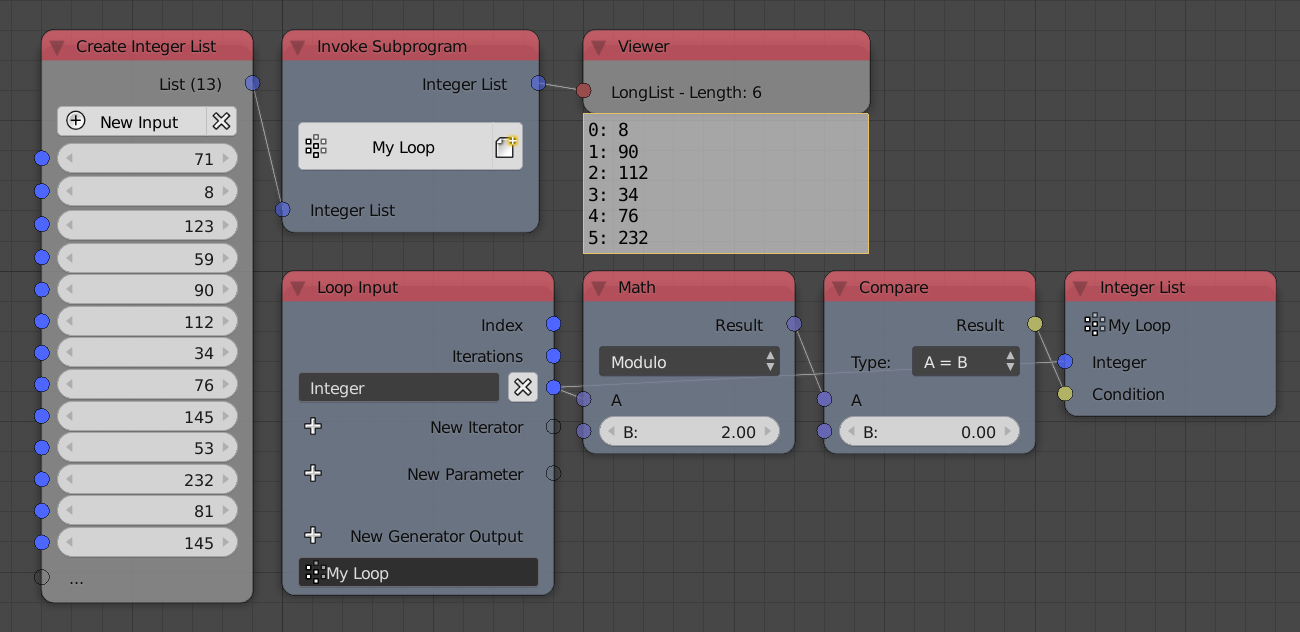 Create Integer List
List (13)
New Input
71
8
123
59
90
112
34
76
145
53
232
81
145
...
Invoke Subprogram
Integer List
My Loop
Integer List
Viewer
LongList - Length: 6
0: 8
1: 90
2: 112
3: 34
4: 76
5: 232
Loop Input
Index
Iterations
Integer
New Iterator
New Parameter
New Generator Output
My Loop
Math
Result
Modulo
A
B: 2.00
Compare
Result
Type: A = B
A
B: 0.00
Integer List
My Loop
Integer
Condition